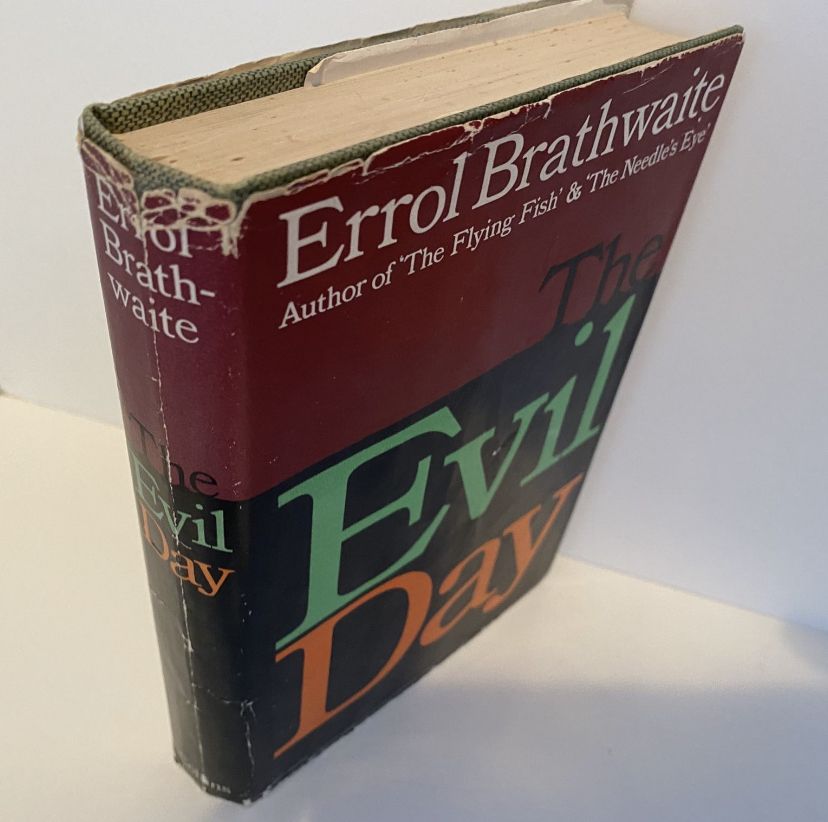 Errol Brathwaite
Author of 'The Flying Fish' & 'The Needle's Eye'
The
Evil
Day
Errol
Brath-
waite
The
Evil
Day